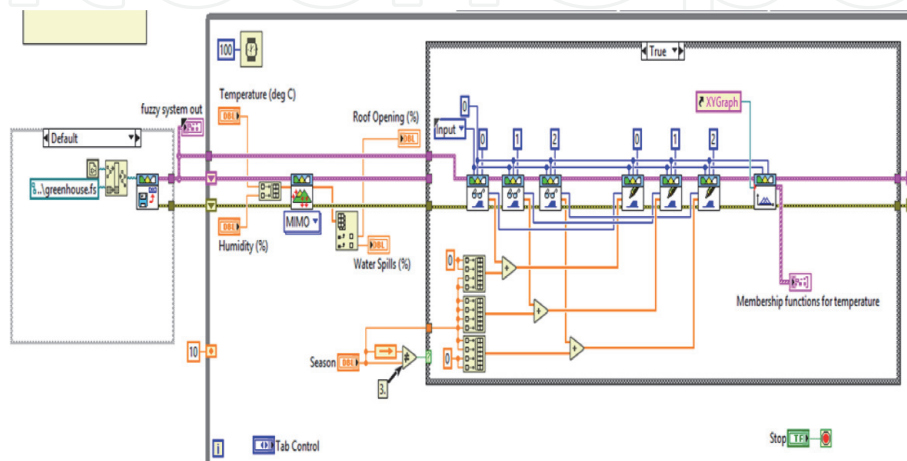 100
True
Temperature (deg C)
DBL
fuzzy system out
Roof Opening (%)
DBL
XYGraph
Default
Input
0
0
1
2
0
1
2
..\greenhouse.fs
MIMO
DBL
Humidity (%)
DBL
Water Spills (%)
0
Membership functions for temperature
10
Season
DBL
0
3.
i
Tab Control
Stop
TF